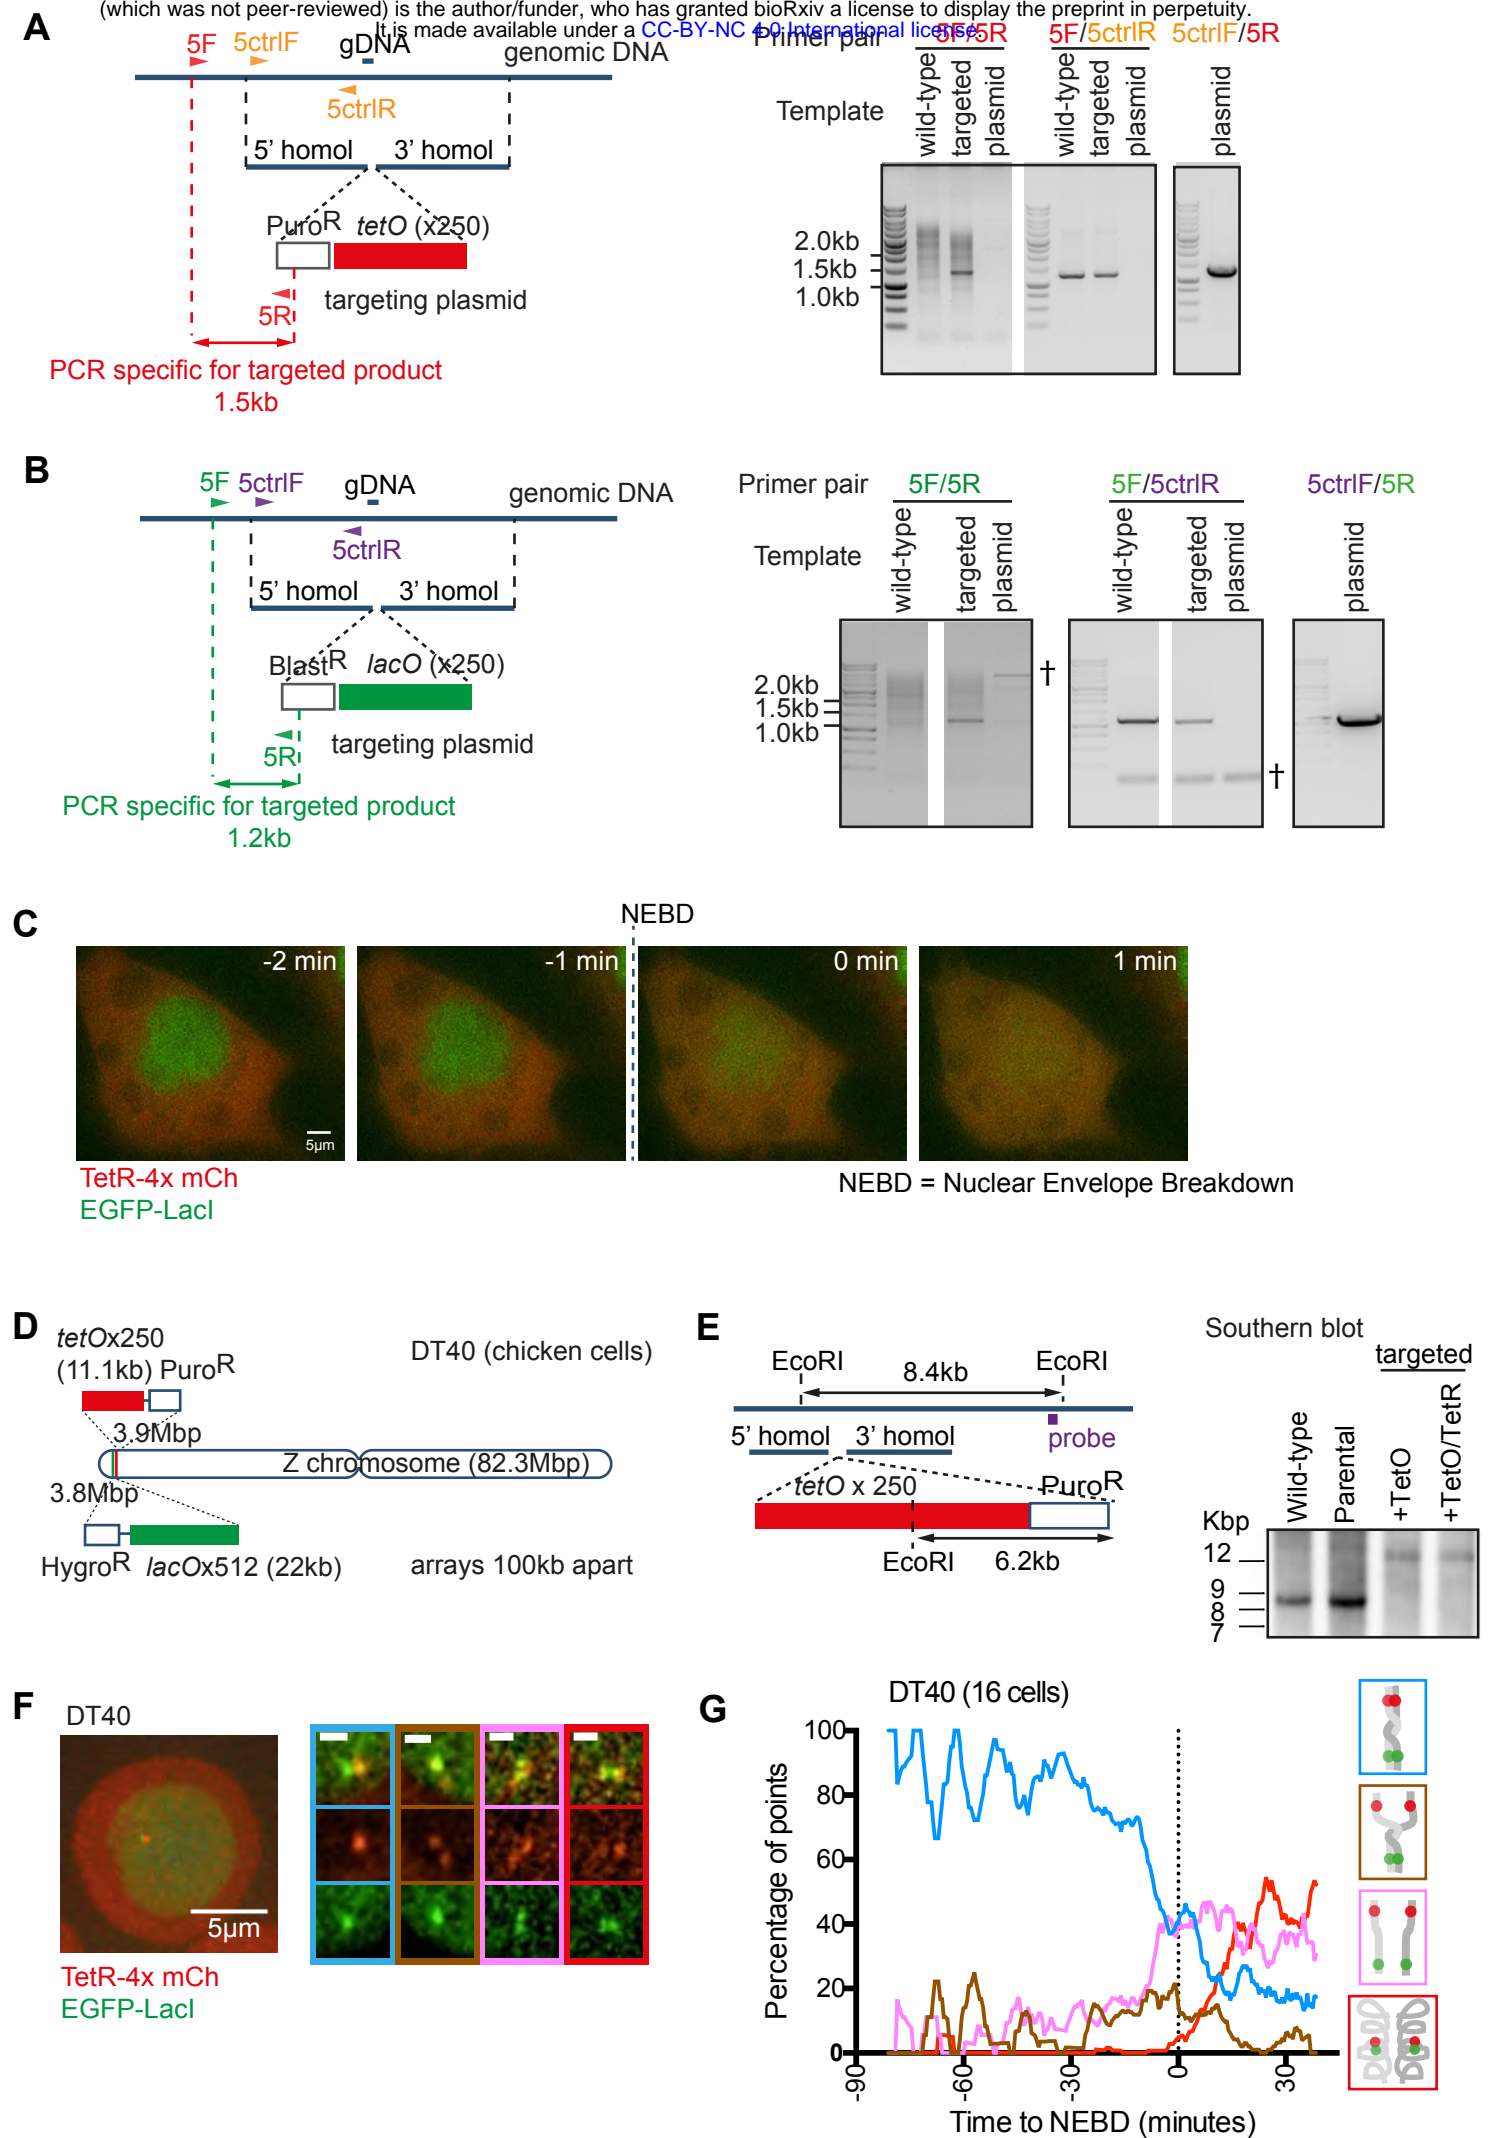 (which was not peer-reviewed) is the author/funder, who has granted bioRxiv a license to display the preprint in perpetuity.
It is made available under a CC-BY-NC 4.0 International license.
A
5F
5ctrlF
gDNA
genomic DNA
5ctrlR
5' homol
3' homol
PuroR
tetO (x250)
5R
targeting plasmid
PCR specific for targeted product
1.5kb
Primer pair
5F/5R
5F/5ctrlR
5ctrlF/5R
Template
wild-type
targeted
plasmid
wild-type
targeted
plasmid
plasmid
2.0kb
1.5kb
1.0kb
B
5F
5ctrlF
gDNA
genomic DNA
5ctrlR
5' homol
3' homol
BlastR
lacO (x250)
5R
targeting plasmid
PCR specific for targeted product
1.2kb
Primer pair
5F/5R
5F/5ctrlR
5ctrlF/5R
Template
wild-type
targeted
plasmid
wild-type
targeted
plasmid
plasmid
2.0kb
1.5kb
1.0kb
†
†
C
NEBD
-2 min
-1 min
0 min
1 min
5µm
TetR-4x mCh
EGFP-LacI
NEBD = Nuclear Envelope Breakdown
D
tetOx250
(11.1kb) PuroR
DT40 (chicken cells)
3.9Mbp
Z chromosome (82.3Mbp)
3.8Mbp
HygroR
lacOx512 (22kb)
arrays 100kb apart
E
EcoRI
8.4kb
EcoRI
5' homol
3' homol
probe
tetO x 250
PuroR
EcoRI
6.2kb
Southern blot
targeted
Wild-type
Parental
+TetO
+TetO/TetR
Kbp
12
9
8
7
F
DT40
5µm
TetR-4x mCh
EGFP-LacI
G
DT40 (16 cells)
Percentage of points
100
80
60
40
20
0
-90
-60
-30
0
30
Time to NEBD (minutes)